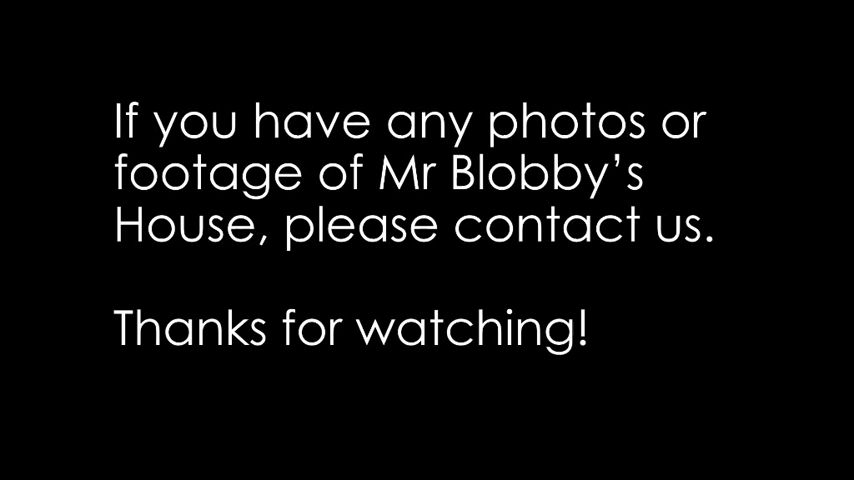 If you have any photos or
footage of Mr Blobby’s
House, please contact us.
Thanks for watching!